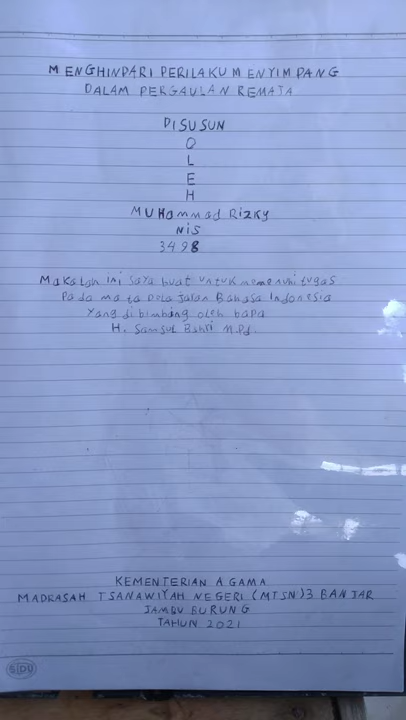 MENGHINDARI PERILAKU MENYIMPANG
DALAM PERGAULAN REMATA
DISUSUN
O
L
E
H
MUHammad Rizky
NIS
3498
Makalah ini saya buat untuk memenuhi tugas
Pada mata pelajaran Bahasa Indonesia
Yang di bimbing oleh bapa
H. Samsul Bahri M.Pd.
KEMENTERIAN AGAMA
MADRASAH TSANAWIYAH NEGERI (MTSN)3 BANJAR
JAMBU BURUNG
TAHUN 2021
SIDU